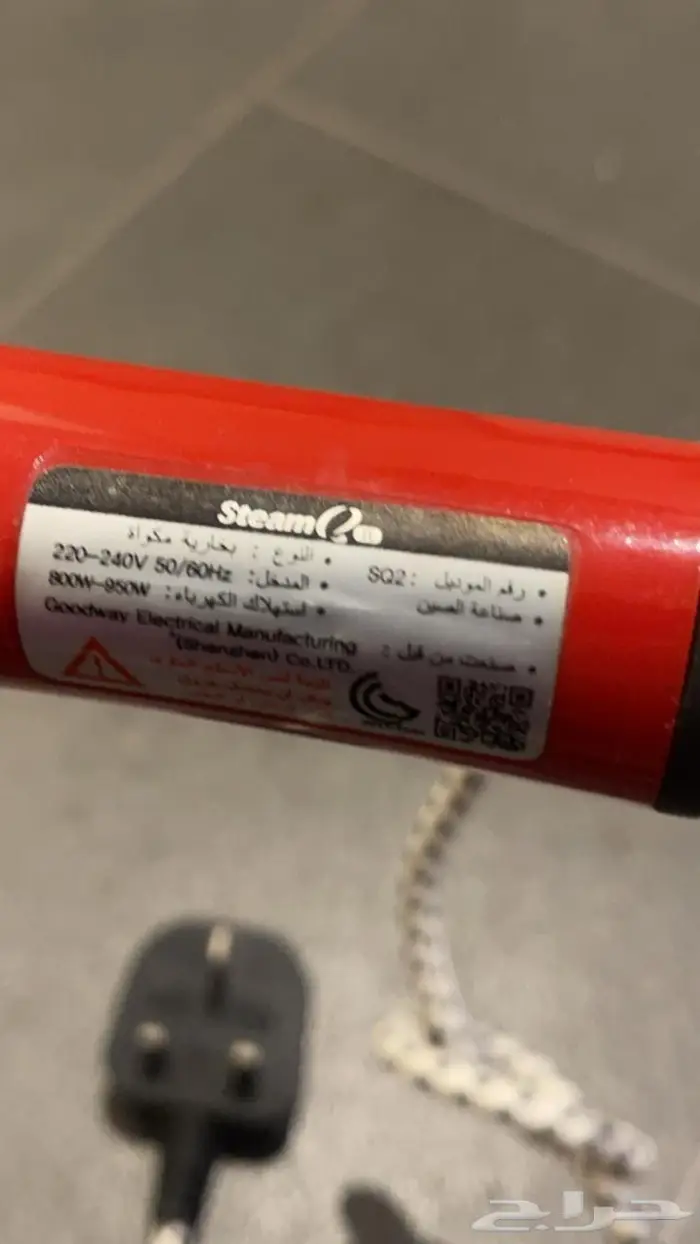 Steam
• رقم الموديل : SQ2
• صناعة الصين
• صنعت من قبل :
• النوع : بخارية مكواة
• المدخل: 220-240V 50/60Hz
• استهلاك الكهرباء: 800W-950W
Goodway Electrical Manufacturing
(Shenzhen) Co.LTD.
حراج